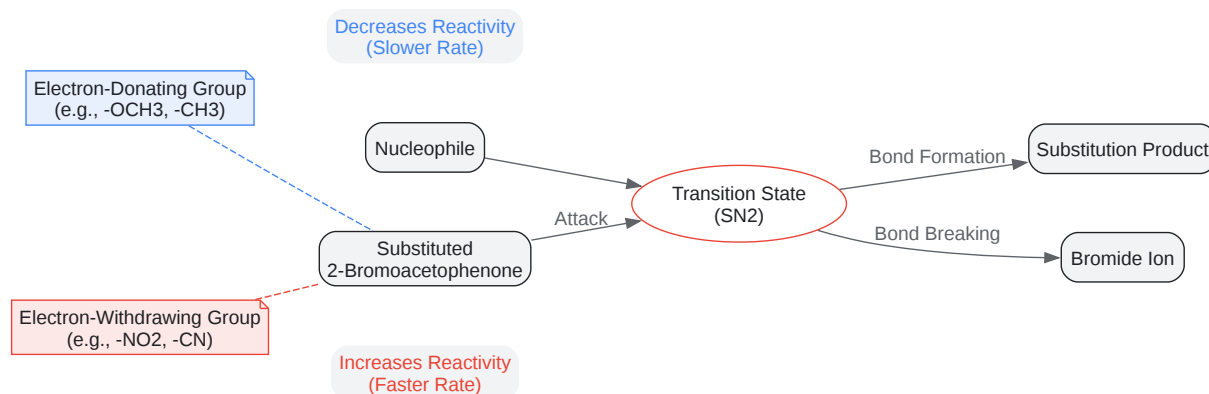 Decreases Reactivity
(Slower Rate)
Electron-Donating Group
(e.g., -OCH3, -CH3)
Nucleophile
Bond Formation
Substitution Product
Transition State
(SN2)
Attack
Substituted
2-Bromoacetophenone
Bond Breaking
Bromide Ion
Electron-Withdrawing Group
(e.g., -NO2, -CN)
Increases Reactivity
(Faster Rate)